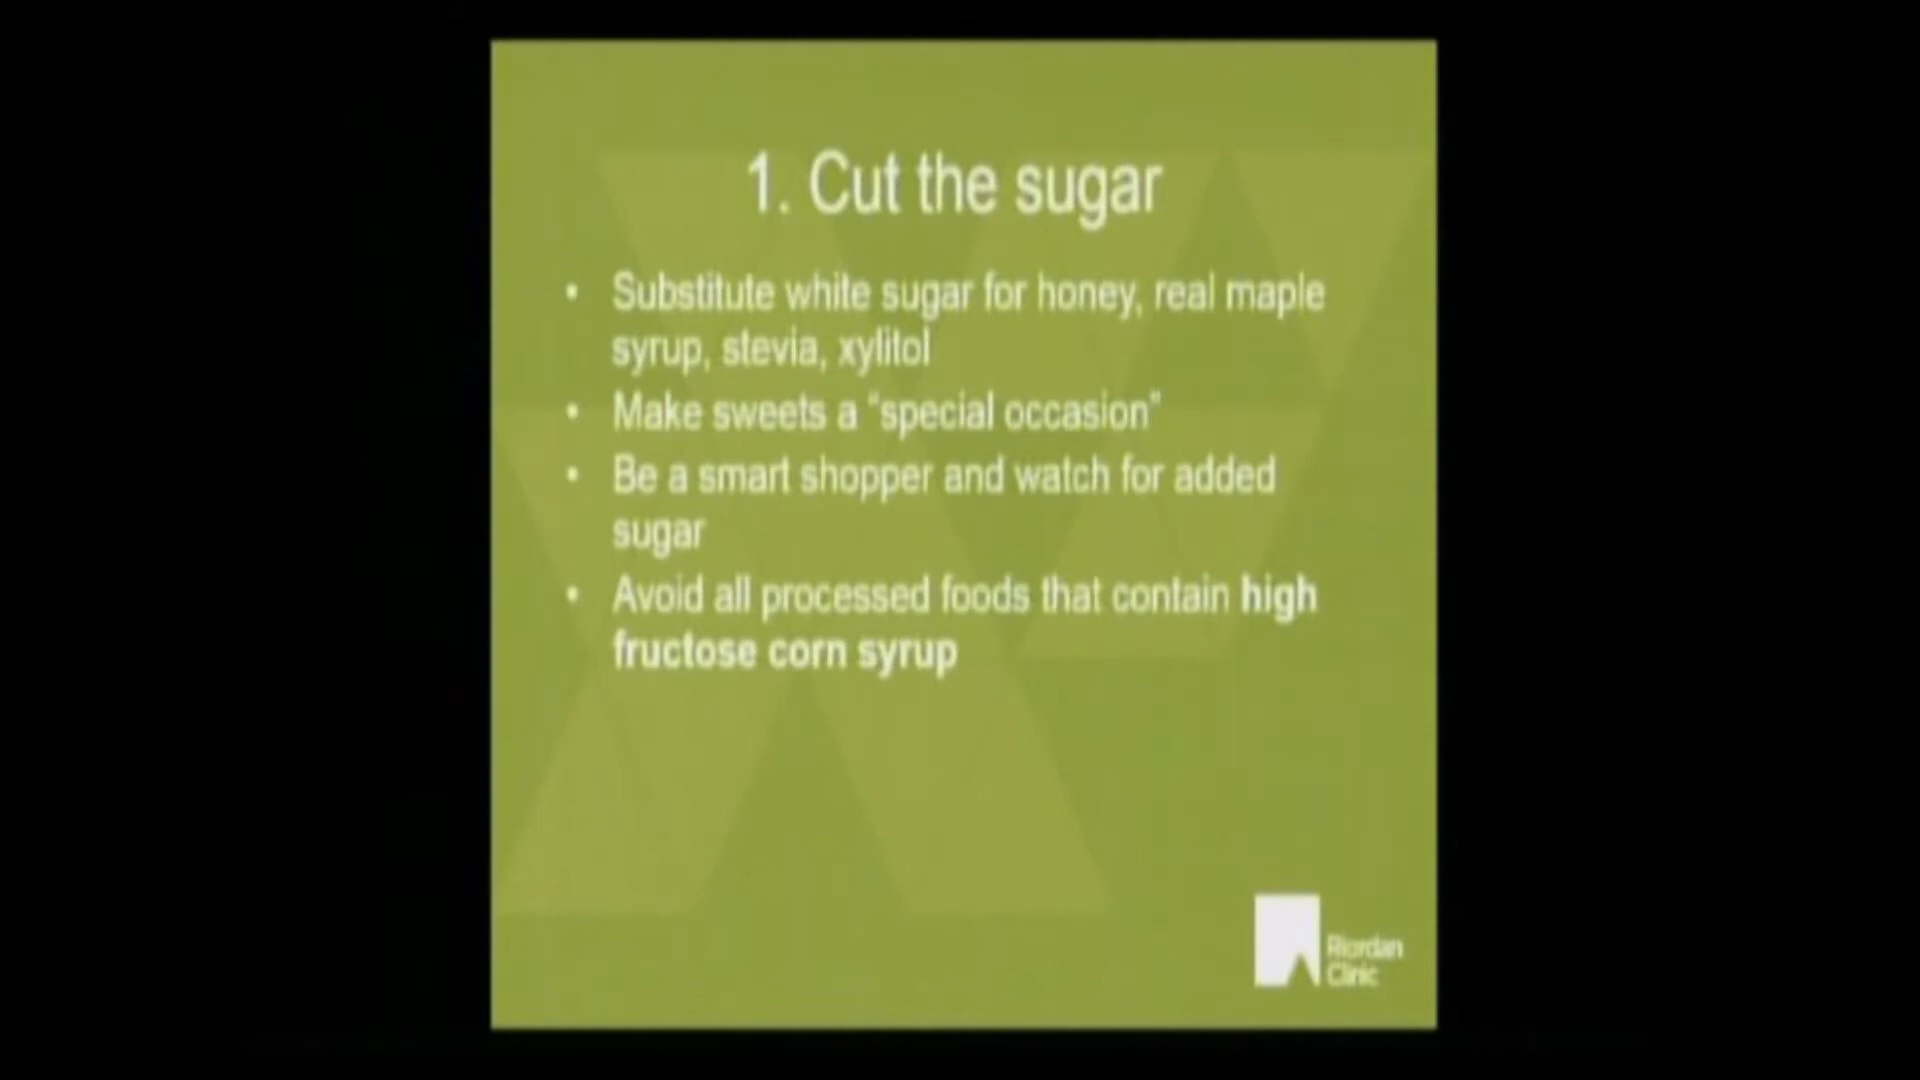 1. Cut the sugar
• Substitute white sugar for honey, real maple
syrup, stevia, xylitol
• Make sweets a "special occasion"
• Be a smart shopper and watch for added
sugar
• Avoid all processed foods that contain high
fructose corn syrup
Riordan
Clinic